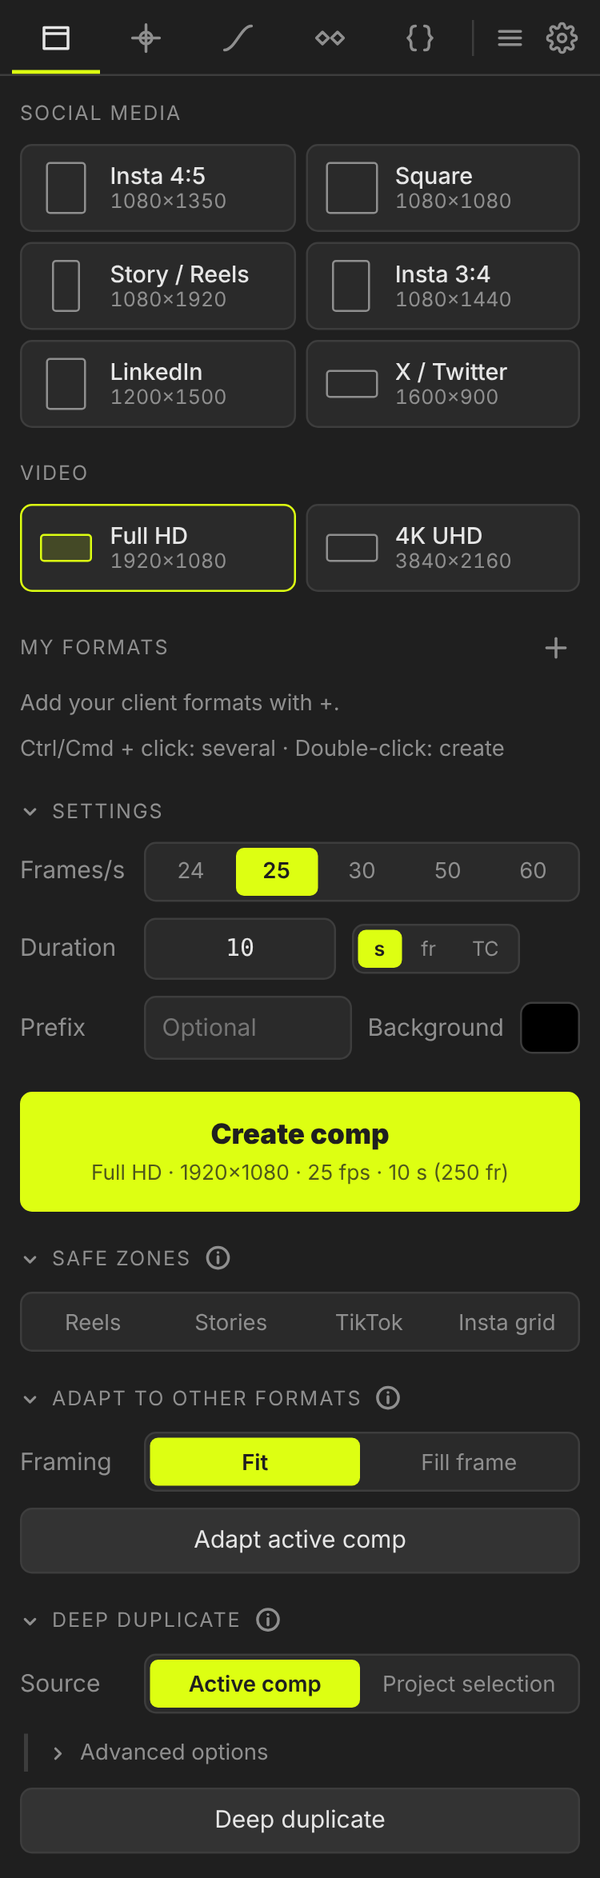 SOCIAL MEDIA
Insta 4:5
1080×1350
Square
1080×1080
Story / Reels
1080×1920
Insta 3:4
1080×1440
LinkedIn
1200×1500
X / Twitter
1600×900
VIDEO
Full HD
1920×1080
4K UHD
3840×2160
MY FORMATS
Add your client formats with +.
Ctrl/Cmd + click: several · Double-click: create
SETTINGS
Frames/s 24 25 30 50 60
Duration 10 s fr TC
Prefix Optional Background
Create comp
Full HD · 1920×1080 · 25 fps · 10 s (250 fr)
SAFE ZONES
Reels Stories TikTok Insta grid
ADAPT TO OTHER FORMATS
Framing Fit Fill frame
Adapt active comp
DEEP DUPLICATE
Source Active comp Project selection
Advanced options
Deep duplicate